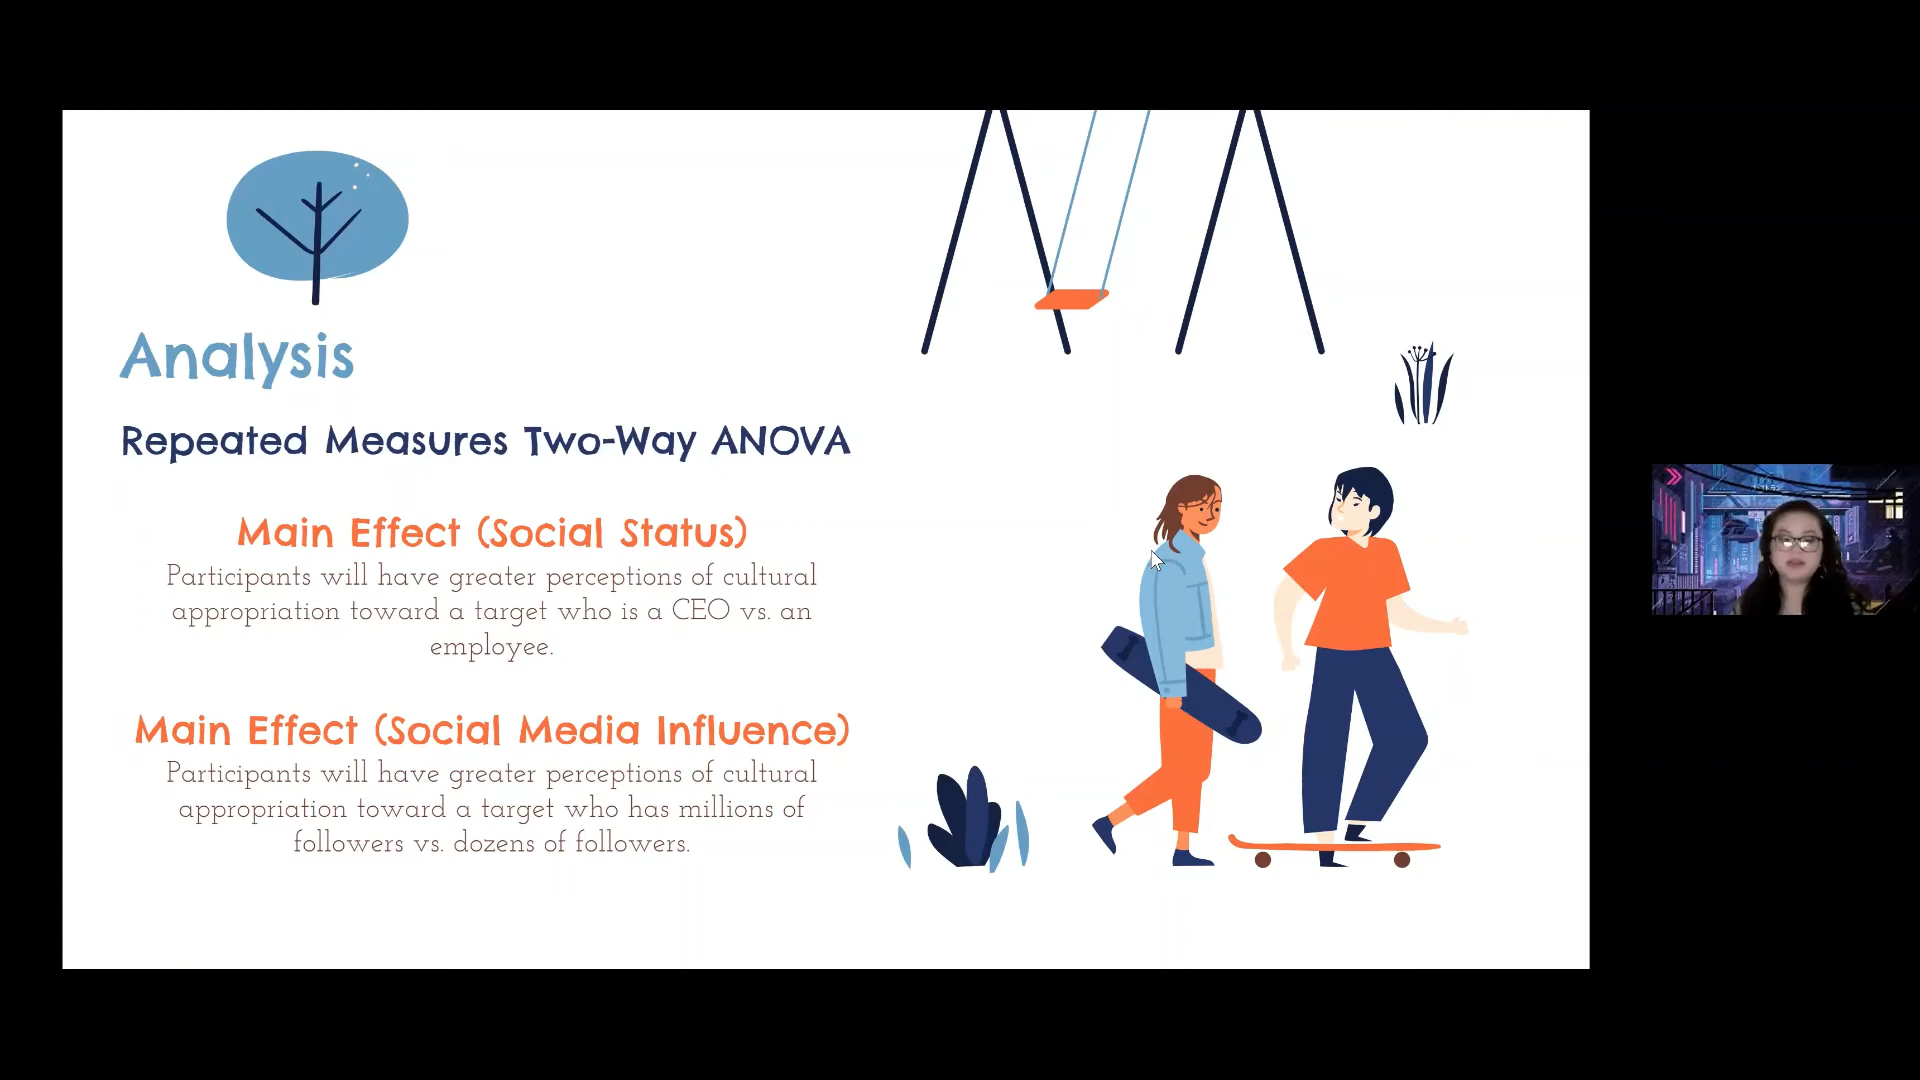 Analysis
Repeated Measures Two-Way ANOVA
Main Effect (Social Status)
Participants will have greater perceptions of cultural
appropriation toward a target who is a CEO vs. an
employee.
Main Effect (Social Media Influence)
Participants will have greater perceptions of cultural
appropriation toward a target who has millions of
followers vs. dozens of followers.